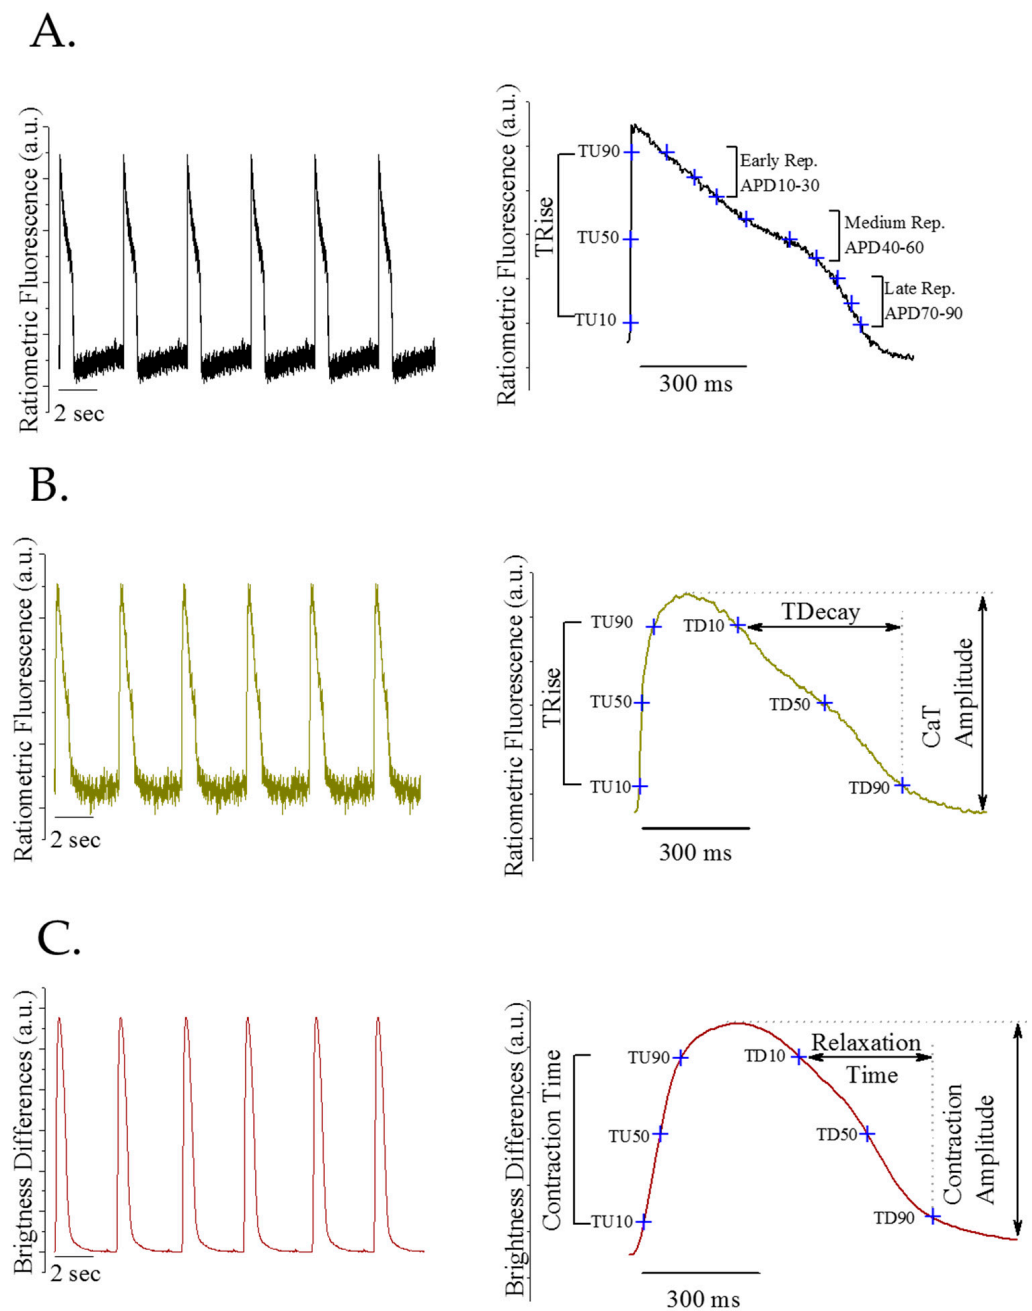 A.
Ratiometric Fluorescence (a.u.)
2 sec
Ratiometric Fluorescence (a.u.)
TRise
TU90
TU50
TU10
Early Rep.
APD10-30
Medium Rep.
APD40-60
Late Rep.
APD70-90
300 ms
B.
Ratiometric Fluorescence (a.u.)
2 sec
Ratiometric Fluorescence (a.u.)
TRise
TU90
TU50
TU10
TD10
TDecay
TD50
TD90
CaT
Amplitude
300 ms
C.
Brigtness Differences (a.u.)
2 sec
Brightness Differences (a.u.)
0
Contraction Time
TU90
TU50
TU10
TD10
Relaxation
Time
TD50
TD90
Contraction
Amplitude
300 ms